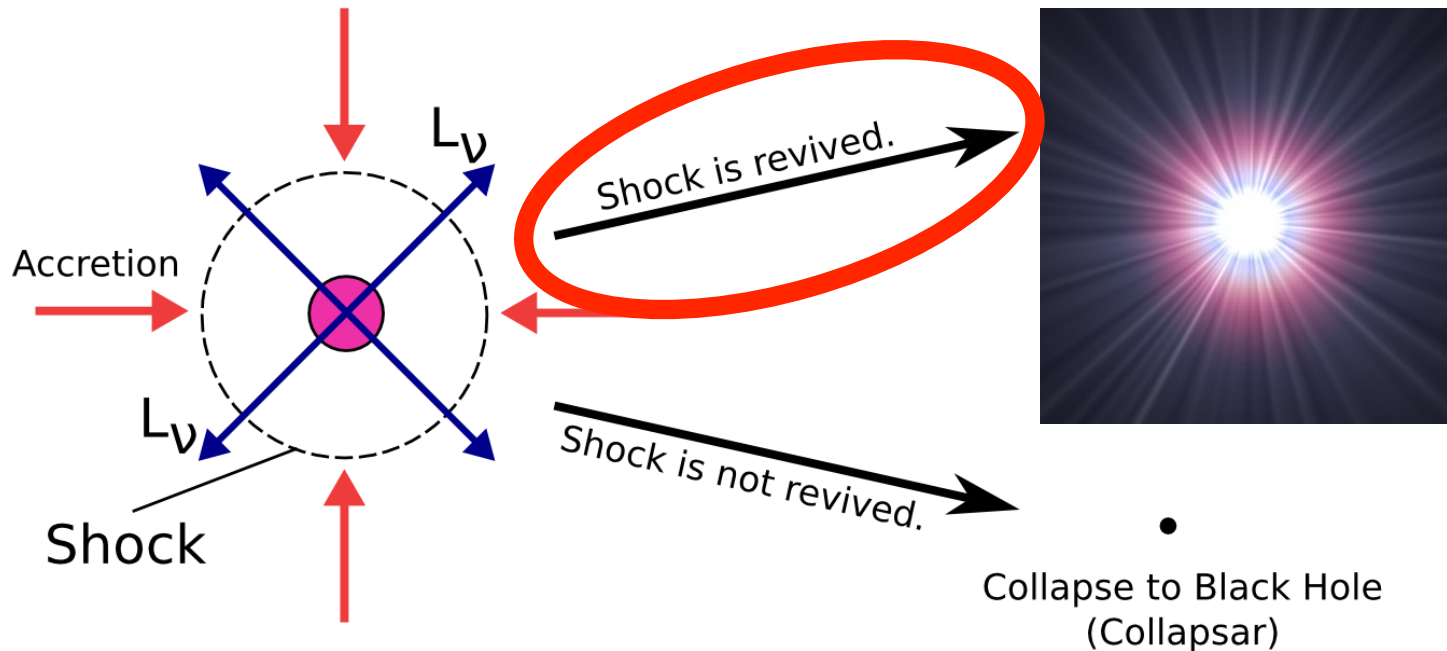 Lν
Shock is revived.
Accretion
Lν
Shock is not revived.
Shock
Collapse to Black Hole
(Collapsar)